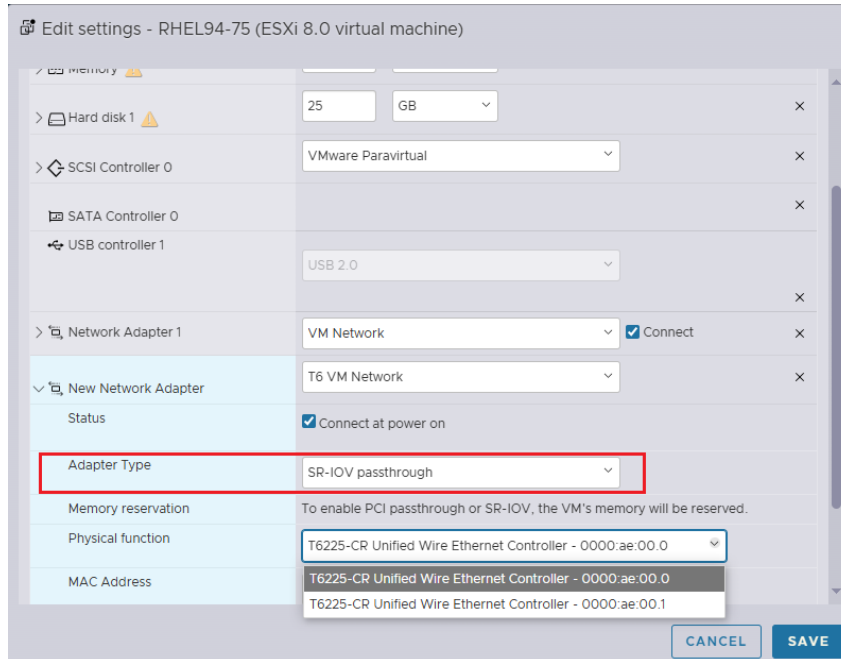 Edit settings - RHEL94-75 (ESXi 8.0 virtual machine)
Memory
Hard disk 1
25
GB
SCSI Controller 0
VMware Paravirtual
SATA Controller 0
USB controller 1
USB 2.0
Network Adapter 1
VM Network
Connect
New Network Adapter
T6 VM Network
Status
Connect at power on
Adapter Type
SR-IOV passthrough
Memory reservation
To enable PCI passthrough or SR-IOV, the VM's memory will be reserved.
Physical function
T6225-CR Unified Wire Ethernet Controller - 0000:ae:00.0
MAC Address
T6225-CR Unified Wire Ethernet Controller - 0000:ae:00.0
T6225-CR Unified Wire Ethernet Controller - 0000:ae:00.1
CANCEL
SAVE